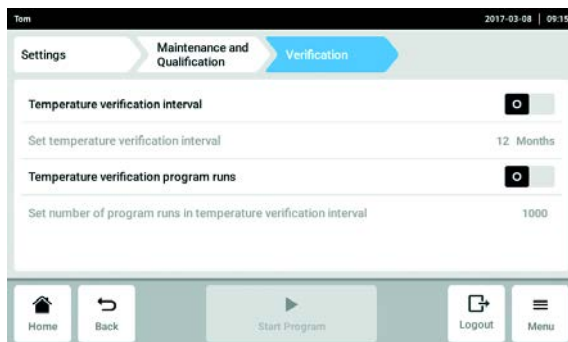 Tom 2017-03-08 | 09:15
Settings
Maintenance and
Qualification
Verification
Temperature verification interval
Set temperature verification interval 12 Months
Temperature verification program runs
Set number of program runs in temperature verification interval 1000
Home Back Start Program Logout Menu